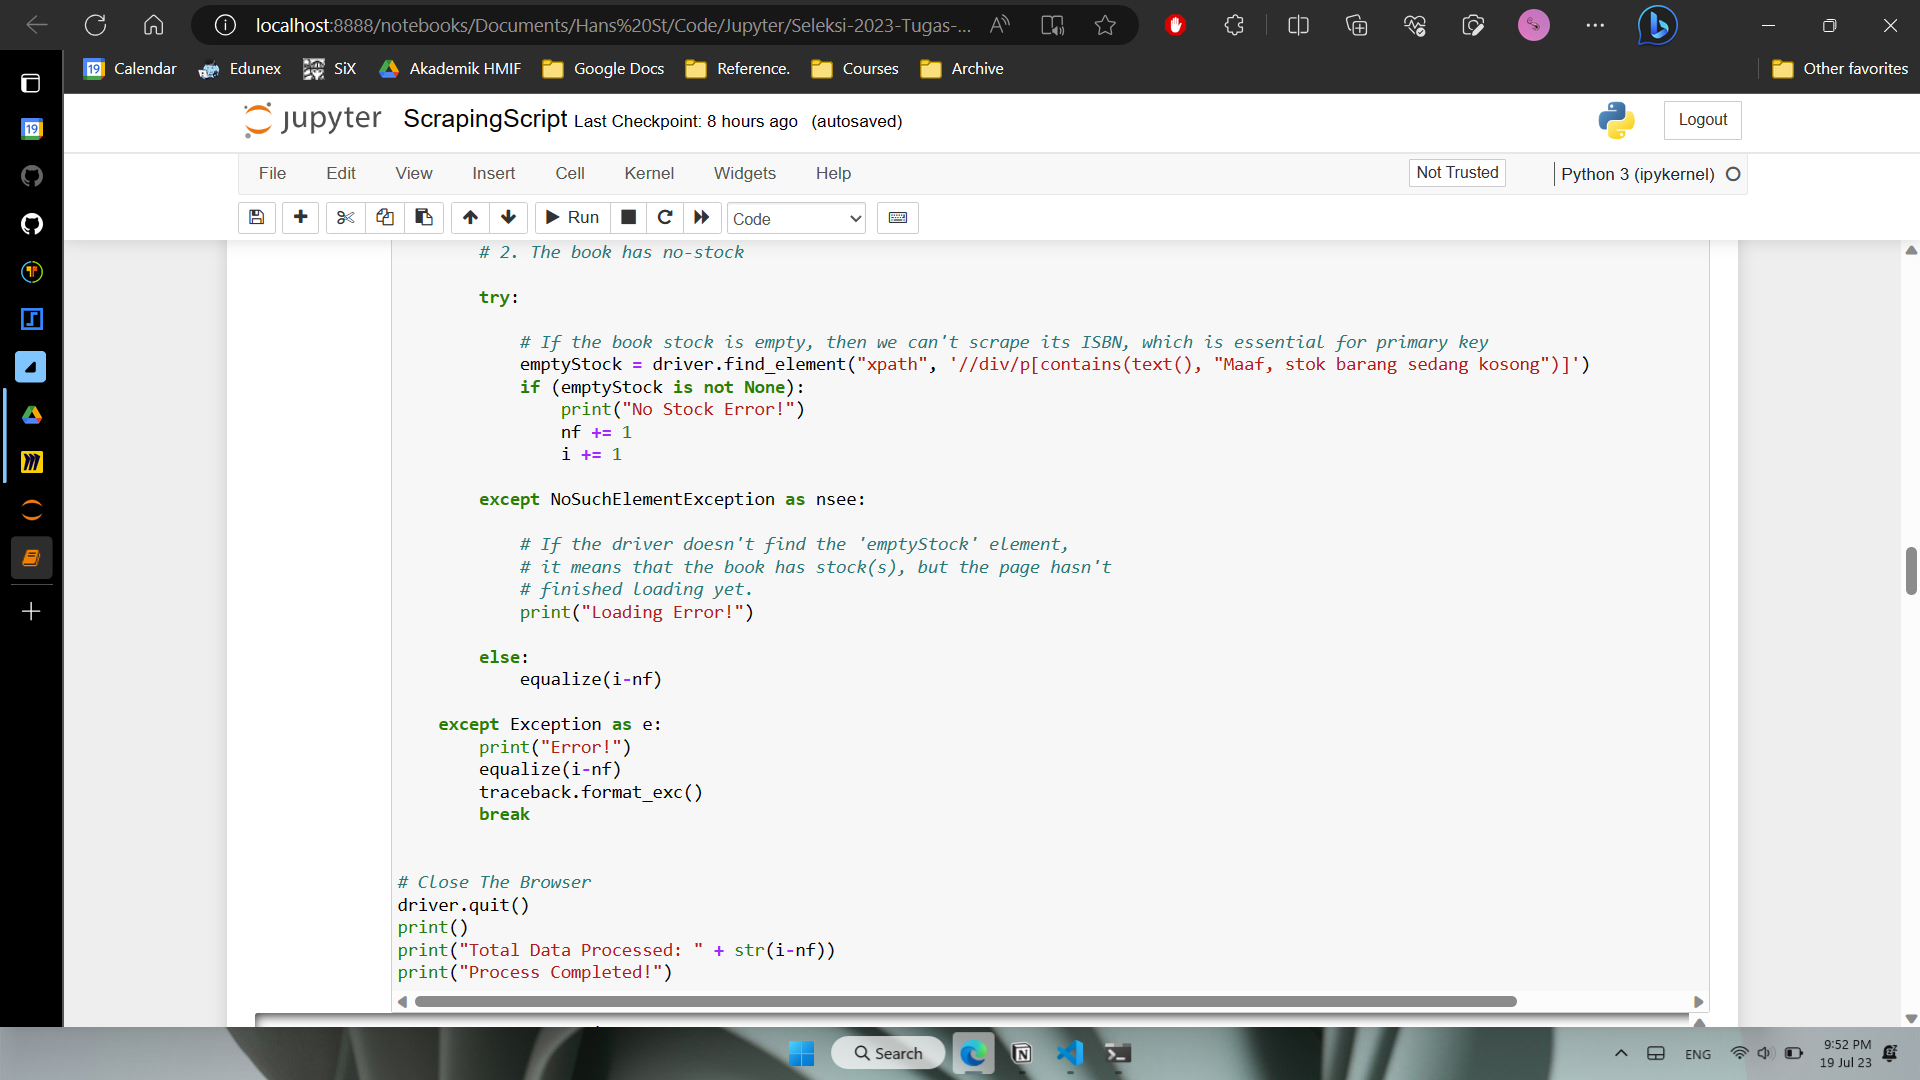 localhost:8888/notebooks/Documents/Hans%20St/Code/Jupyter/Seleksi-2023-Tugas-...
19 Calendar Edunex SiX Akademik HMIF Google Docs Reference. Courses Archive Other favorites
19
jupyter ScrapingScript Last Checkpoint: 8 hours ago (autosaved) Logout
File Edit View Insert Cell Kernel Widgets Help Not Trusted Python 3 (ipykernel)
Run Code
# 2. The book has no-stock
try:
# If the book stock is empty, then we can't scrape its ISBN, which is essential for primary key
emptyStock = driver.find_element("xpath", '//div/p[contains(text(), "Maaf, stok barang sedang kosong")]')
if (emptyStock is not None):
print("No Stock Error!")
nf += 1
i += 1
except NoSuchElementException as nsee:
# If the driver doesn't find the 'emptyStock' element,
# it means that the book has stock(s), but the page hasn't
# finished loading yet.
print("Loading Error!")
else:
equalize(i-nf)
except Exception as e:
print("Error!")
equalize(i-nf)
traceback.format_exc()
break
# Close The Browser
driver.quit()
print()
print("Total Data Processed: " + str(i-nf))
print("Process Completed!")
Search ENG 9:52 PM
19 Jul 23